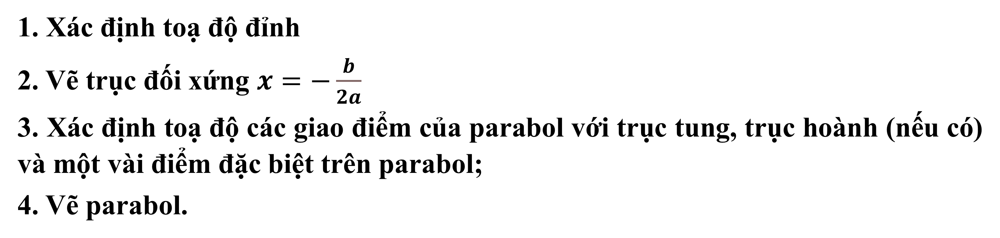 1. Xác định toạ độ đỉnh
2. Vẽ trục đối xứng x = − b/2a
3. Xác định toạ độ các giao điểm của parabol với trục tung, trục hoành (nếu có)
và một vài điểm đặc biệt trên parabol;
4. Vẽ parabol.